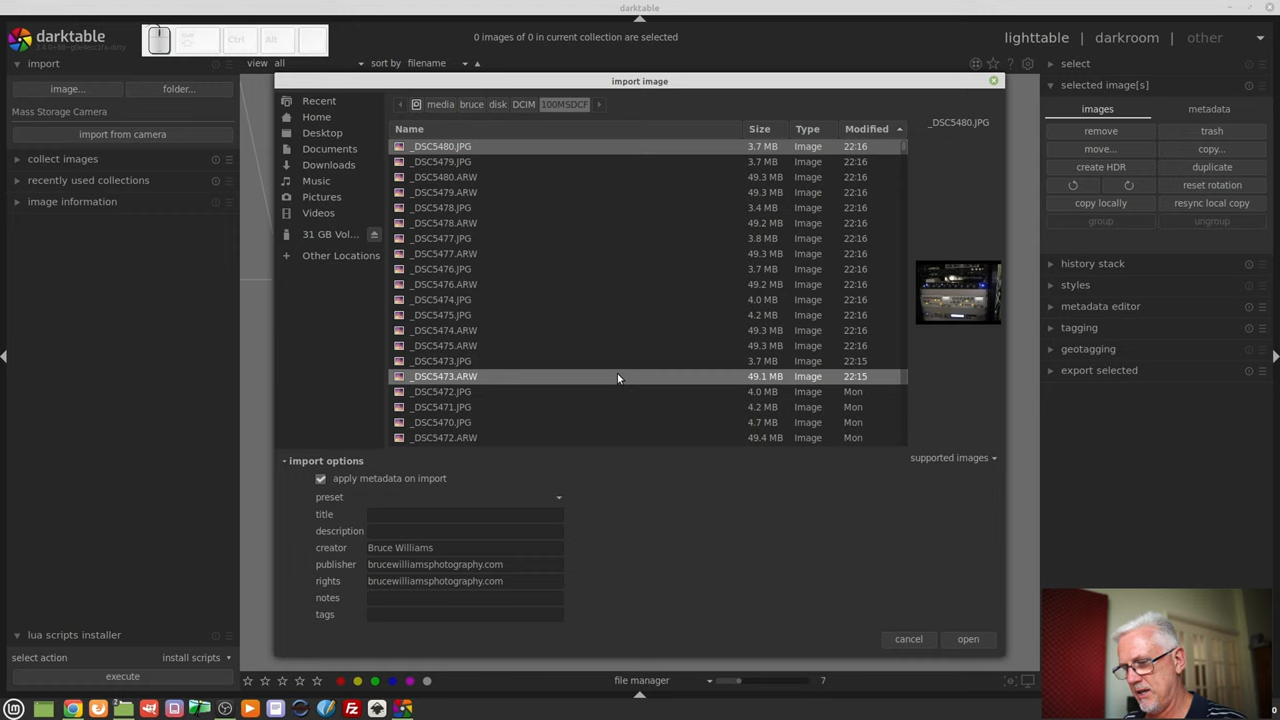 darktable
darktable
3.4.0+68~g0e4ecc1fa-dirty
Ctrl
Alt
0 images of 0 in current collection are selected
lighttable | darkroom | other
import
view all
sort by filename
select
image...
folder...
import image
selected image[s]
Mass Storage Camera
import from camera
images
metadata
collect images
recently used collections
image information
Recent
Home
Desktop
Documents
Downloads
Music
Pictures
Videos
31 GB Vol...
Other Locations
media bruce disk DCIM 100MSDCF
Name Size Type Modified
_DSC5480.JPG 3.7 MB Image 22:16
_DSC5479.JPG 3.7 MB Image 22:16
_DSC5480.ARW 49.3 MB Image 22:16
_DSC5479.ARW 49.3 MB Image 22:16
_DSC5478.JPG 3.4 MB Image 22:16
_DSC5478.ARW 49.2 MB Image 22:16
_DSC5477.JPG 3.8 MB Image 22:16
_DSC5477.ARW 49.3 MB Image 22:16
_DSC5476.JPG 3.7 MB Image 22:16
_DSC5476.ARW 49.2 MB Image 22:16
_DSC5474.JPG 4.0 MB Image 22:16
_DSC5475.JPG 4.2 MB Image 22:16
_DSC5474.ARW 49.3 MB Image 22:16
_DSC5475.ARW 49.3 MB Image 22:16
_DSC5473.JPG 3.7 MB Image 22:15
_DSC5473.ARW 49.1 MB Image 22:15
_DSC5472.JPG 4.0 MB Image Mon
_DSC5471.JPG 4.2 MB Image Mon
_DSC5470.JPG 4.7 MB Image Mon
_DSC5472.ARW 49.4 MB Image Mon
_DSC5480.JPG
supported images
import options
apply metadata on import
preset
title
description
creator Bruce Williams
publisher brucewilliamsphotography.com
rights brucewilliamsphotography.com
notes
tags
cancel
open
remove
trash
move...
copy...
create HDR
duplicate
reset rotation
copy locally
resync local copy
group
ungroup
history stack
styles
metadata editor
tagging
geotagging
export selected
lua scripts installer
select action install scripts
execute
file manager
7